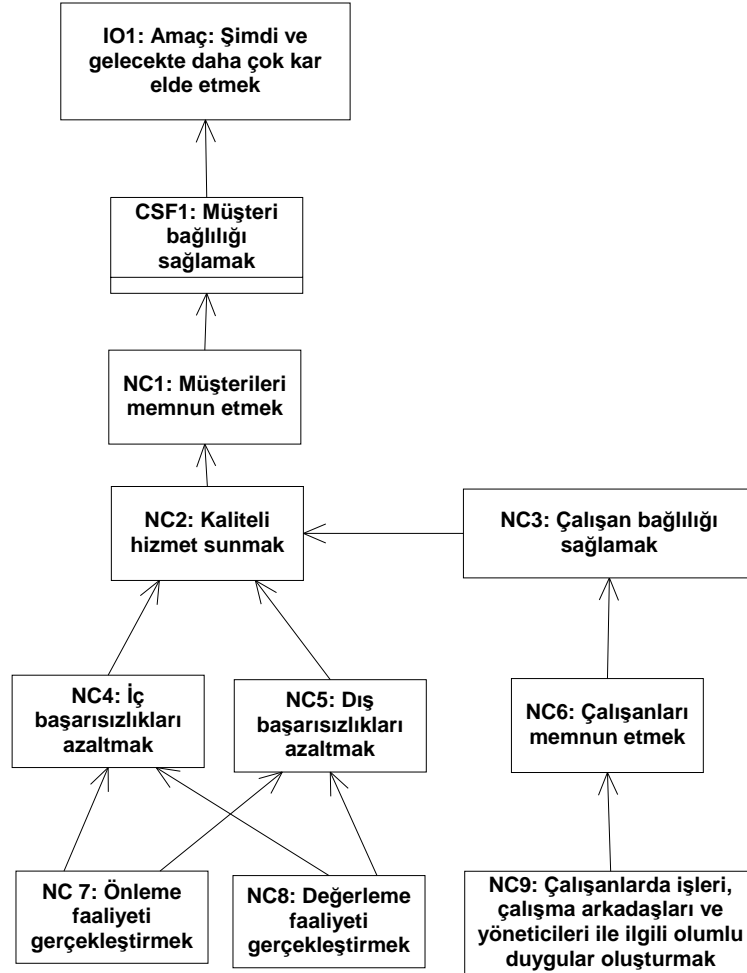 IO1: Amaç: Şimdi ve
gelecekte daha çok kar
elde etmek
CSF1: Müşteri
bağlılığı
sağlamak
NC1: Müşterileri
memnun etmek
NC2: Kaliteli
hizmet sunmak
NC3: Çalışan bağlılığı
sağlamak
NC4: İç
başarısızlıkları
azaltmak
NC5: Dış
başarısızlıkları
azaltmak
NC6: Çalışanları
memnun etmek
NC 7: Önleme
faaliyeti
gerçekleştirmek
NC8: Değerleme
faaliyeti
gerçekleştirmek
NC9: Çalışanlarda işleri,
çalışma arkadaşları ve
yöneticileri ile ilgili olumlu
duygular oluşturmak